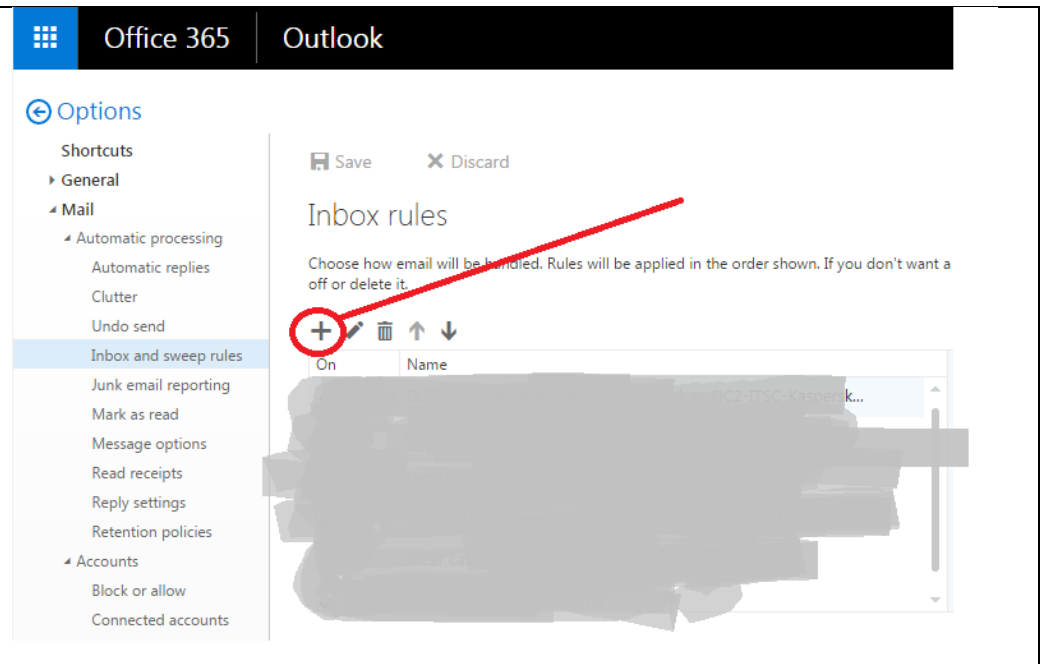 Office 365 Outlook
Options
Shortcuts
General
Mail
Automatic processing
Automatic replies
Clutter
Undo send
Inbox and sweep rules
Junk email reporting
Mark as read
Message options
Read receipts
Reply settings
Retention policies
Accounts
Block or allow
Connected accounts
Save Discard
Inbox rules
Choose how email will be handled. Rules will be applied in the order shown. If you don't want a
off or delete it.
On Name
DC2-ITSC-Kaspersk...